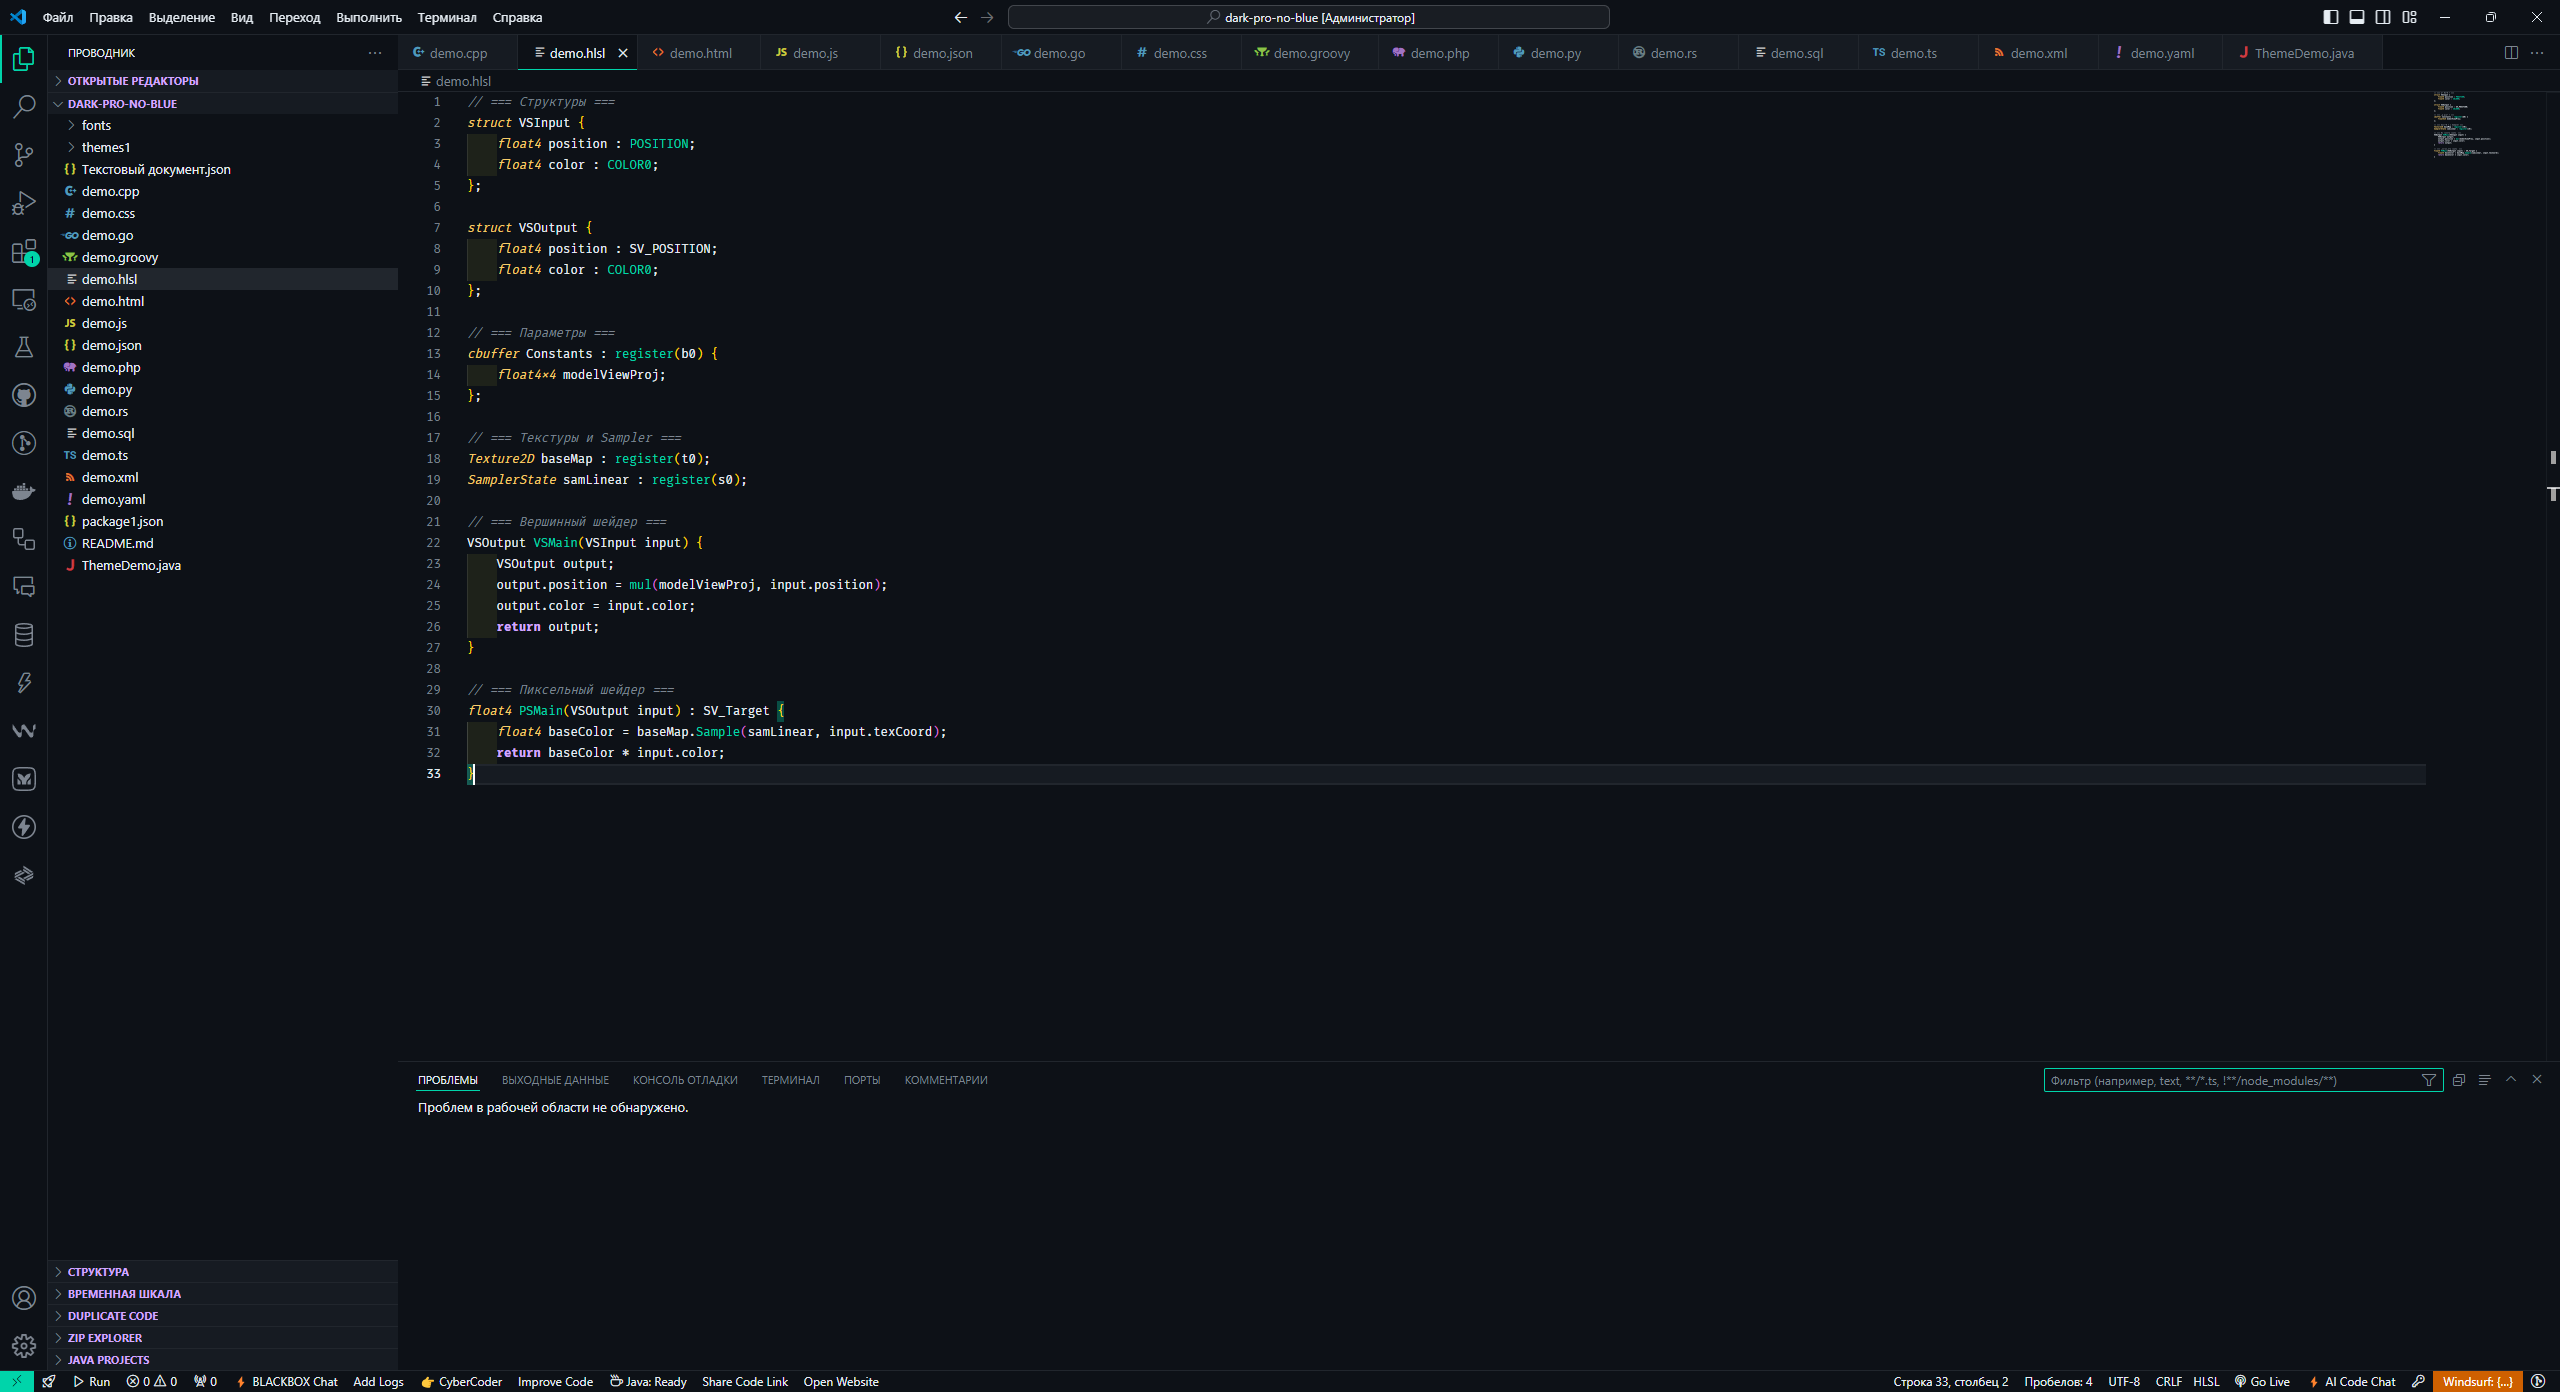 Файл Правка Выделение Вид Переход Выполнить Терминал Справка
dark-pro-no-blue [Администратор]
ПРОВОДНИК
demo.cpp demo.hlsl demo.html demo.js demo.json demo.go demo.css demo.groovy demo.php demo.py demo.rs demo.sql demo.ts demo.xml demo.yaml ThemeDemo.java
ОТКРЫТЫЕ РЕДАКТОРЫ
DARK-PRO-NO-BLUE
fonts
themes1
Текстовый документ.json
demo.cpp
demo.css
demo.go
demo.groovy
demo.hlsl
demo.html
demo.js
demo.json
demo.php
demo.py
demo.rs
demo.sql
demo.ts
demo.xml
demo.yaml
package1.json
README.md
ThemeDemo.java
СТРУКТУРА
ВРЕМЕННАЯ ШКАЛА
DUPLICATE CODE
ZIP EXPLORER
JAVA PROJECTS
demo.hlsl
1 // === Структуры ===
2 struct VSInput {
3 float4 position : POSITION;
4 float4 color : COLOR0;
5 };
6
7 struct VSOutput {
8 float4 position : SV_POSITION;
9 float4 color : COLOR0;
10 };
11
12 // === Параметры ===
13 cbuffer Constants : register(b0) {
14 float4×4 modelViewProj;
15 };
16
17 // === Текстуры и Sampler ===
18 Texture2D baseMap : register(t0);
19 SamplerState samLinear : register(s0);
20
21 // === Вершинный шейдер ===
22 VSOutput VSMain(VSInput input) {
23 VSOutput output;
24 output.position = mul(modelViewProj, input.position);
25 output.color = input.color;
26 return output;
27 }
28
29 // === Пиксельный шейдер ===
30 float4 PSMain(VSOutput input) : SV_Target {
31 float4 baseColor = baseMap.Sample(samLinear, input.texCoord);
32 return baseColor * input.color;
33 }
ПРОБЛЕМЫ ВЫХОДНЫЕ ДАННЫЕ КОНСОЛЬ ОТЛАДКИ ТЕРМИНАЛ ПОРТЫ КОММЕНТАРИИ
Фильтр (например, text, **/*.ts, !**/node_modules/**)
Проблем в рабочей области не обнаружено.
Run 0 0 0 BLACKBOX Chat Add Logs CyberCoder Improve Code Java: Ready Share Code Link Open Website
Строка 33, столбец 2 Пробелов: 4 UTF-8 CRLF HLSL Go Live AI Code Chat Windsurf: {...}